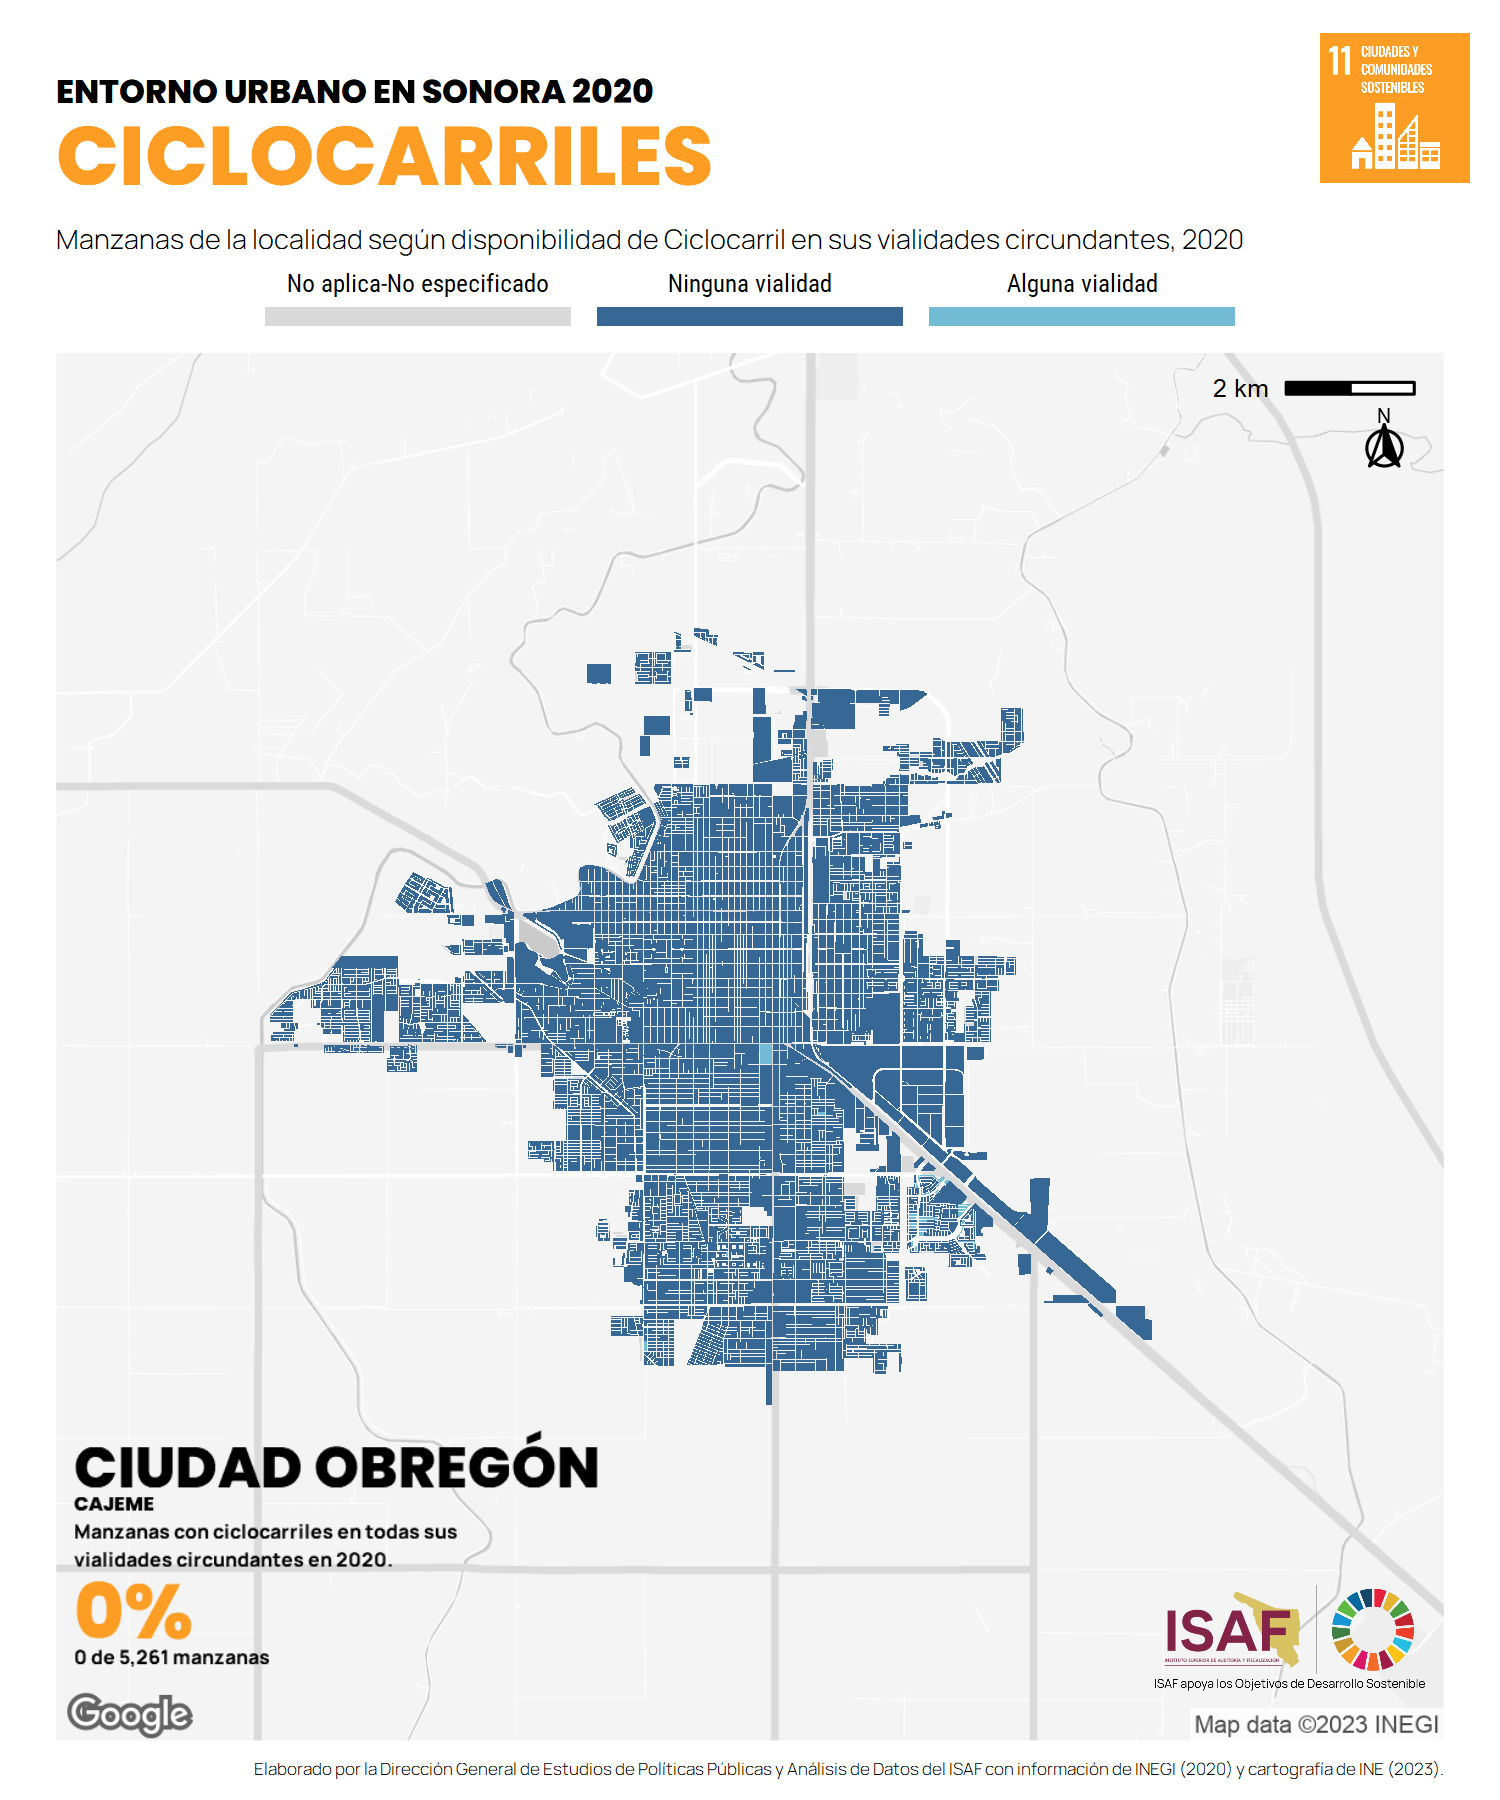 11 CIUDADES Y
COMUNIDADES
SOSTENIBLES
ENTORNO URBANO EN SONORA 2020
CICLOCARRILES
Manzanas de la localidad según disponibilidad de Ciclocarril en sus vialidades circundantes, 2020
No aplica-No especificado Ninguna vialidad Alguna vialidad
2 km
N
CIUDAD OBREGÓN
CAJEME
Manzanas con ciclocarriles en todas sus
vialidades circundantes en 2020.
0%
0 de 5,261 manzanas
Google
ISAF
INSTITUTO SUPERIOR DE AUDITORÍA Y FISCALIZACIÓN
ISAF apoya los Objetivos de Desarrollo Sostenible
Map data ©2023 INEGI
Elaborado por la Dirección General de Estudios de Políticas Públicas y Análisis de Datos del ISAF con información de INEGI (2020) y cartografía de INE (2023).